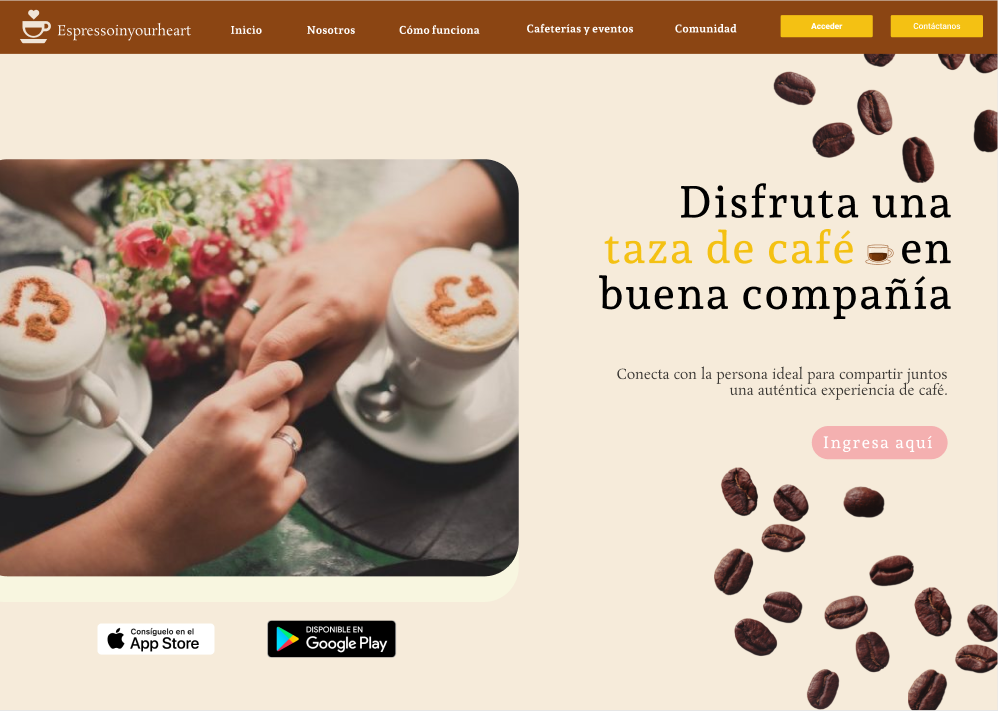 Espressoinyourheart
Inicio
Nosotros
Cómo funciona
Cafeterías y eventos
Comunidad
Acceder
Contáctanos
Disfruta una
taza de café en
buena compañía
Conecta con la persona ideal para compartir juntos
una auténtica experiencia de café.
Ingresa aquí
Consíguelo en el
App Store
DISPONIBLE EN
Google Play